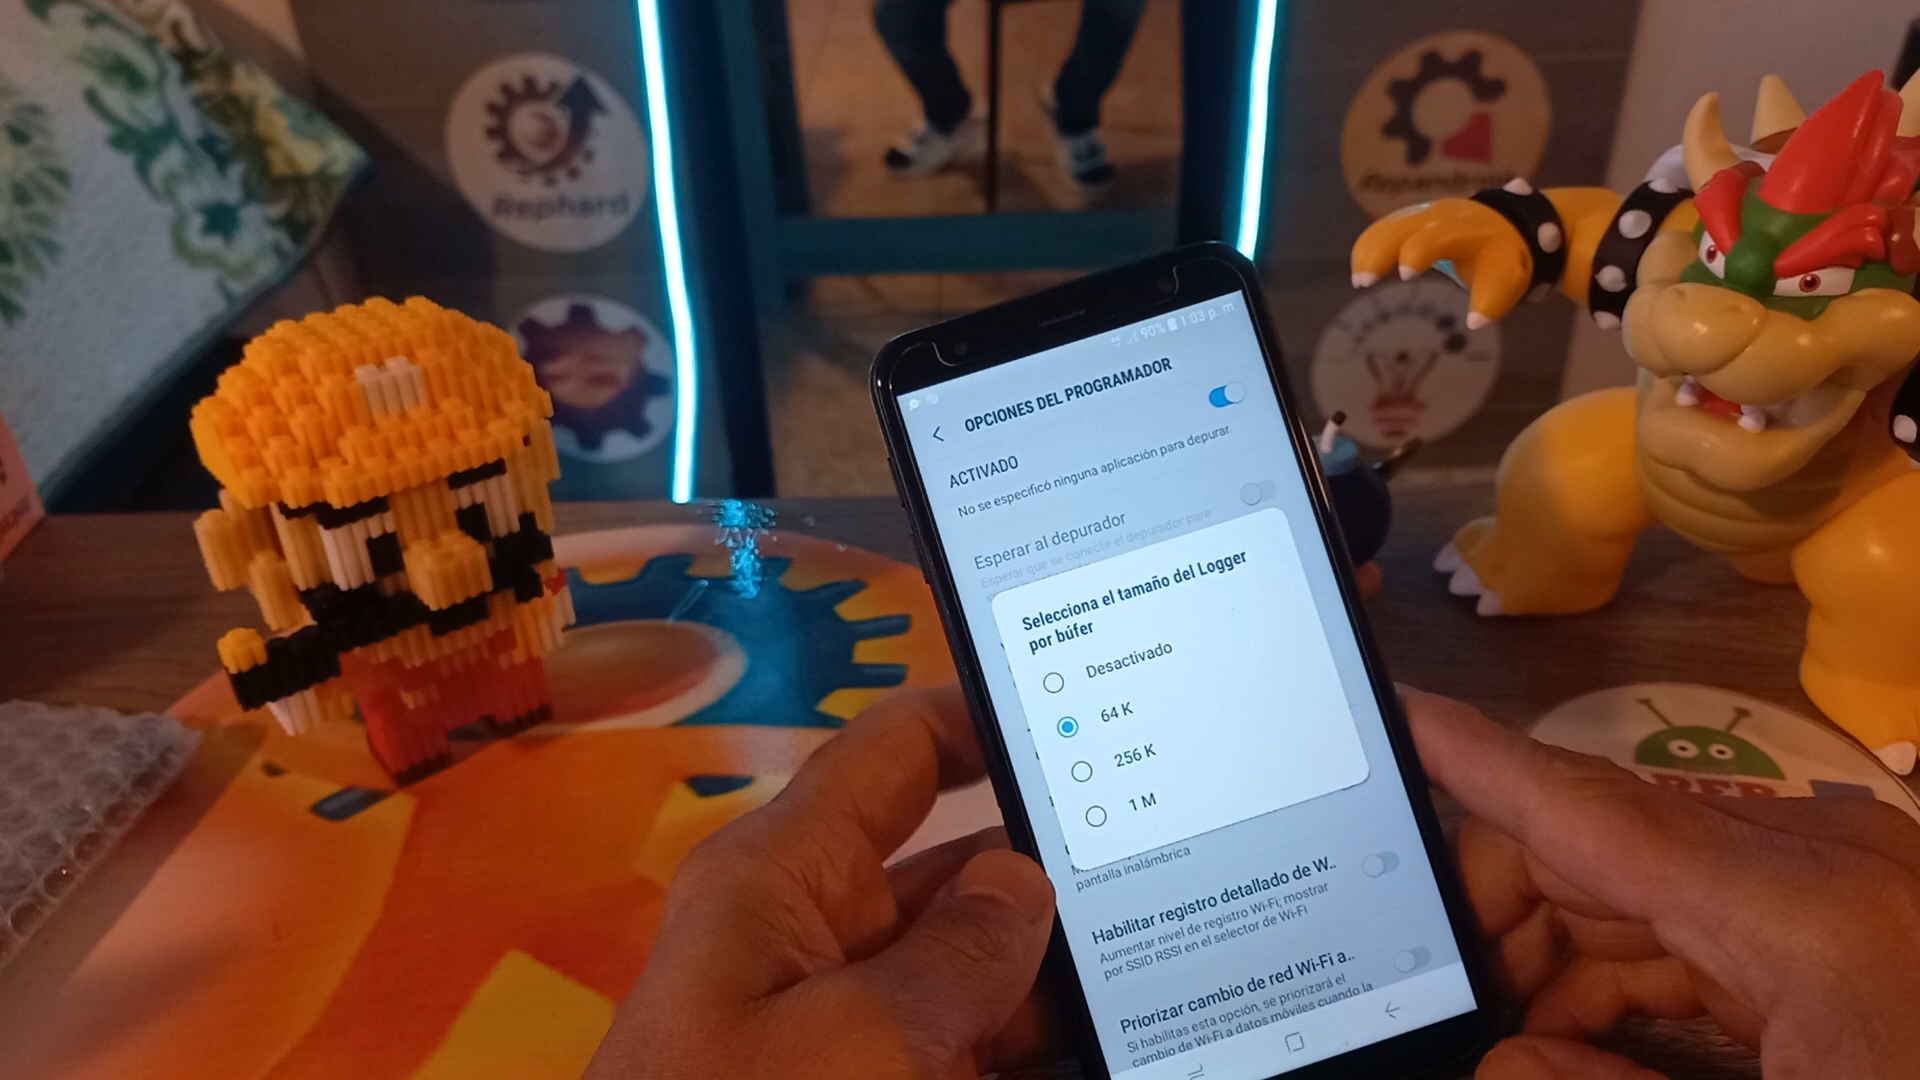 Rephard
90% 1:03 p. m.
OPCIONES DEL PROGRAMADOR
ACTIVADO
No se especificó ninguna aplicación para depurar.
Esperar al depurador
Esperar que se conecte el depurador para
Selecciona el tamaño del Logger
por búfer
Desactivado
64 K
256 K
1 M
pantalla inalámbrica
Habilitar registro detallado de W..
Aumentar nivel de registro Wi-Fi, mostrar
por SSID RSSI en el selector de Wi-Fi
Priorizar cambio de red Wi-Fi a..
Si habilitas esta opción, se priorizará el
cambio de Wi-Fi a datos móviles cuando la